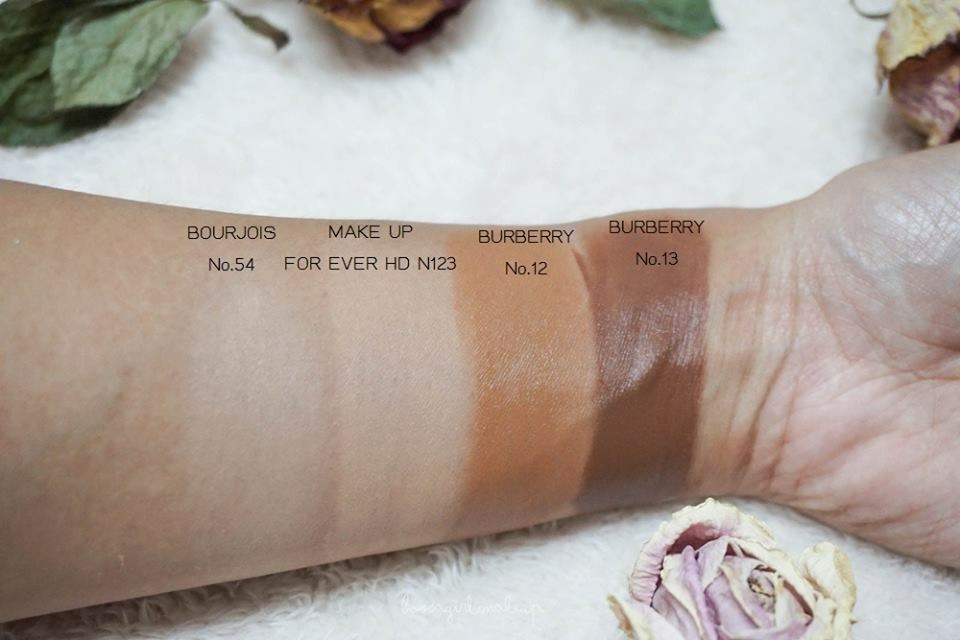 BOURJOIS
No.54
MAKE UP
FOR EVER HD N123
BURBERRY
No.12
BURBERRY
No.13